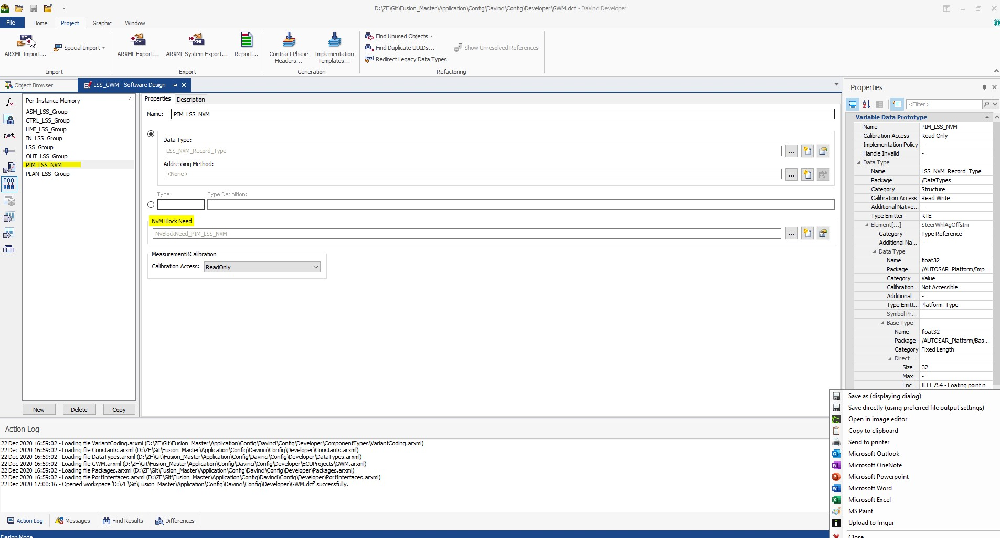 D:\ZF\Git\Fusion_Master\Application\Config\Davinci\Config\Developer\GWM.dcf - DaVinci Developer
File
Home
Project
Graphic
Window
ARXML Import...
Special Import
ARXML Export...
ARXML System Export...
Report...
Contract Phase
Headers...
Implementation
Templates...
Find Unused Objects
Find Duplicate UUIDs...
Redirect Legacy Data Types
Show Unresolved References
Import
Export
Generation
Refactoring
Object Browser
LSS_GWM - Software Design
Per-Instance Memory
ASM_LSS_Group
CTRL_LSS_Group
HMI_LSS_Group
IN_LSS_Group
LSS_Group
OUT_LSS_Group
PIM_LSS_NVM
PLAN_LSS_Group
New
Delete
Copy
Properties
Description
Name: PIM_LSS_NVM
Data Type:
LSS_NVM_Record_Type
...
Addressing Method:
<None>
...
Type:
Type Definition:
NvM Block Need
NvBlockNeed_PIM_LSS_NVM
...
Measurement&Calibration
Calibration Access: ReadOnly
Properties
<Filter>
Variable Data Prototype
Name PIM_LSS_NVM
Calibration Access Read Only
Implementation Policy -
Handle Invalid -
Data Type
Name LSS_NVM_Record_Type
Package /DataTypes
Category Structure
Calibration Access Read Write
Additional Native... -
Type Emitter RTE
Element[...] SteerWhlAgOffsIni
Category Type Reference
Additional Na... -
Data Type
Name float32
Package /AUTOSAR_Platform/Imp...
Category Value
Calibration... Not Accessible
Additional ... -
Type Emitt... Platform_Type
Symbol Pr...
Base Type
Name float32
Package /AUTOSAR_Platform/Bas...
Category Fixed Length
Direct ...
Size 32
Max... -
Enc... IEEE754 - Foating point n...
Save as (displaying dialog)
Save directly (using preferred file output settings)
Open in image editor
Copy to clipboard
Send to printer
Microsoft Outlook
Microsoft OneNote
Microsoft Powerpoint
Microsoft Word
Microsoft Excel
MS Paint
Upload to Imgur
Close
Action Log
22 Dec 2020 16:59:02 - Loading file VariantCoding.arxml (D:\ZF\Git\Fusion_Master\Application\Config\Davinci\Config\Developer\ComponentTypes\VariantCoding.arxml)
22 Dec 2020 16:59:02 - Loading file Constants.arxml (D:\ZF\Git\Fusion_Master\Application\Config\Davinci\Config\Developer\Constants.arxml)
22 Dec 2020 16:59:02 - Loading file DataTypes.arxml (D:\ZF\Git\Fusion_Master\Application\Config\Davinci\Config\Developer\DataTypes.arxml)
22 Dec 2020 16:59:02 - Loading file GWM.arxml (D:\ZF\Git\Fusion_Master\Application\Config\Davinci\Config\Developer\ECUProjects\GWM.arxml)
22 Dec 2020 16:59:02 - Loading file Packages.arxml (D:\ZF\Git\Fusion_Master\Application\Config\Davinci\Config\Developer\Packages.arxml)
22 Dec 2020 16:59:02 - Loading file PortInterfaces.arxml (D:\ZF\Git\Fusion_Master\Application\Config\Davinci\Config\Developer\PortInterfaces.arxml)
22 Dec 2020 17:00:16 - Opened workspace 'D:\ZF\Git\Fusion_Master\Application\Config\Davinci\Config\Developer\GWM.dcf' successfully.
Action Log
Messages
Find Results
Differences
Design Mode